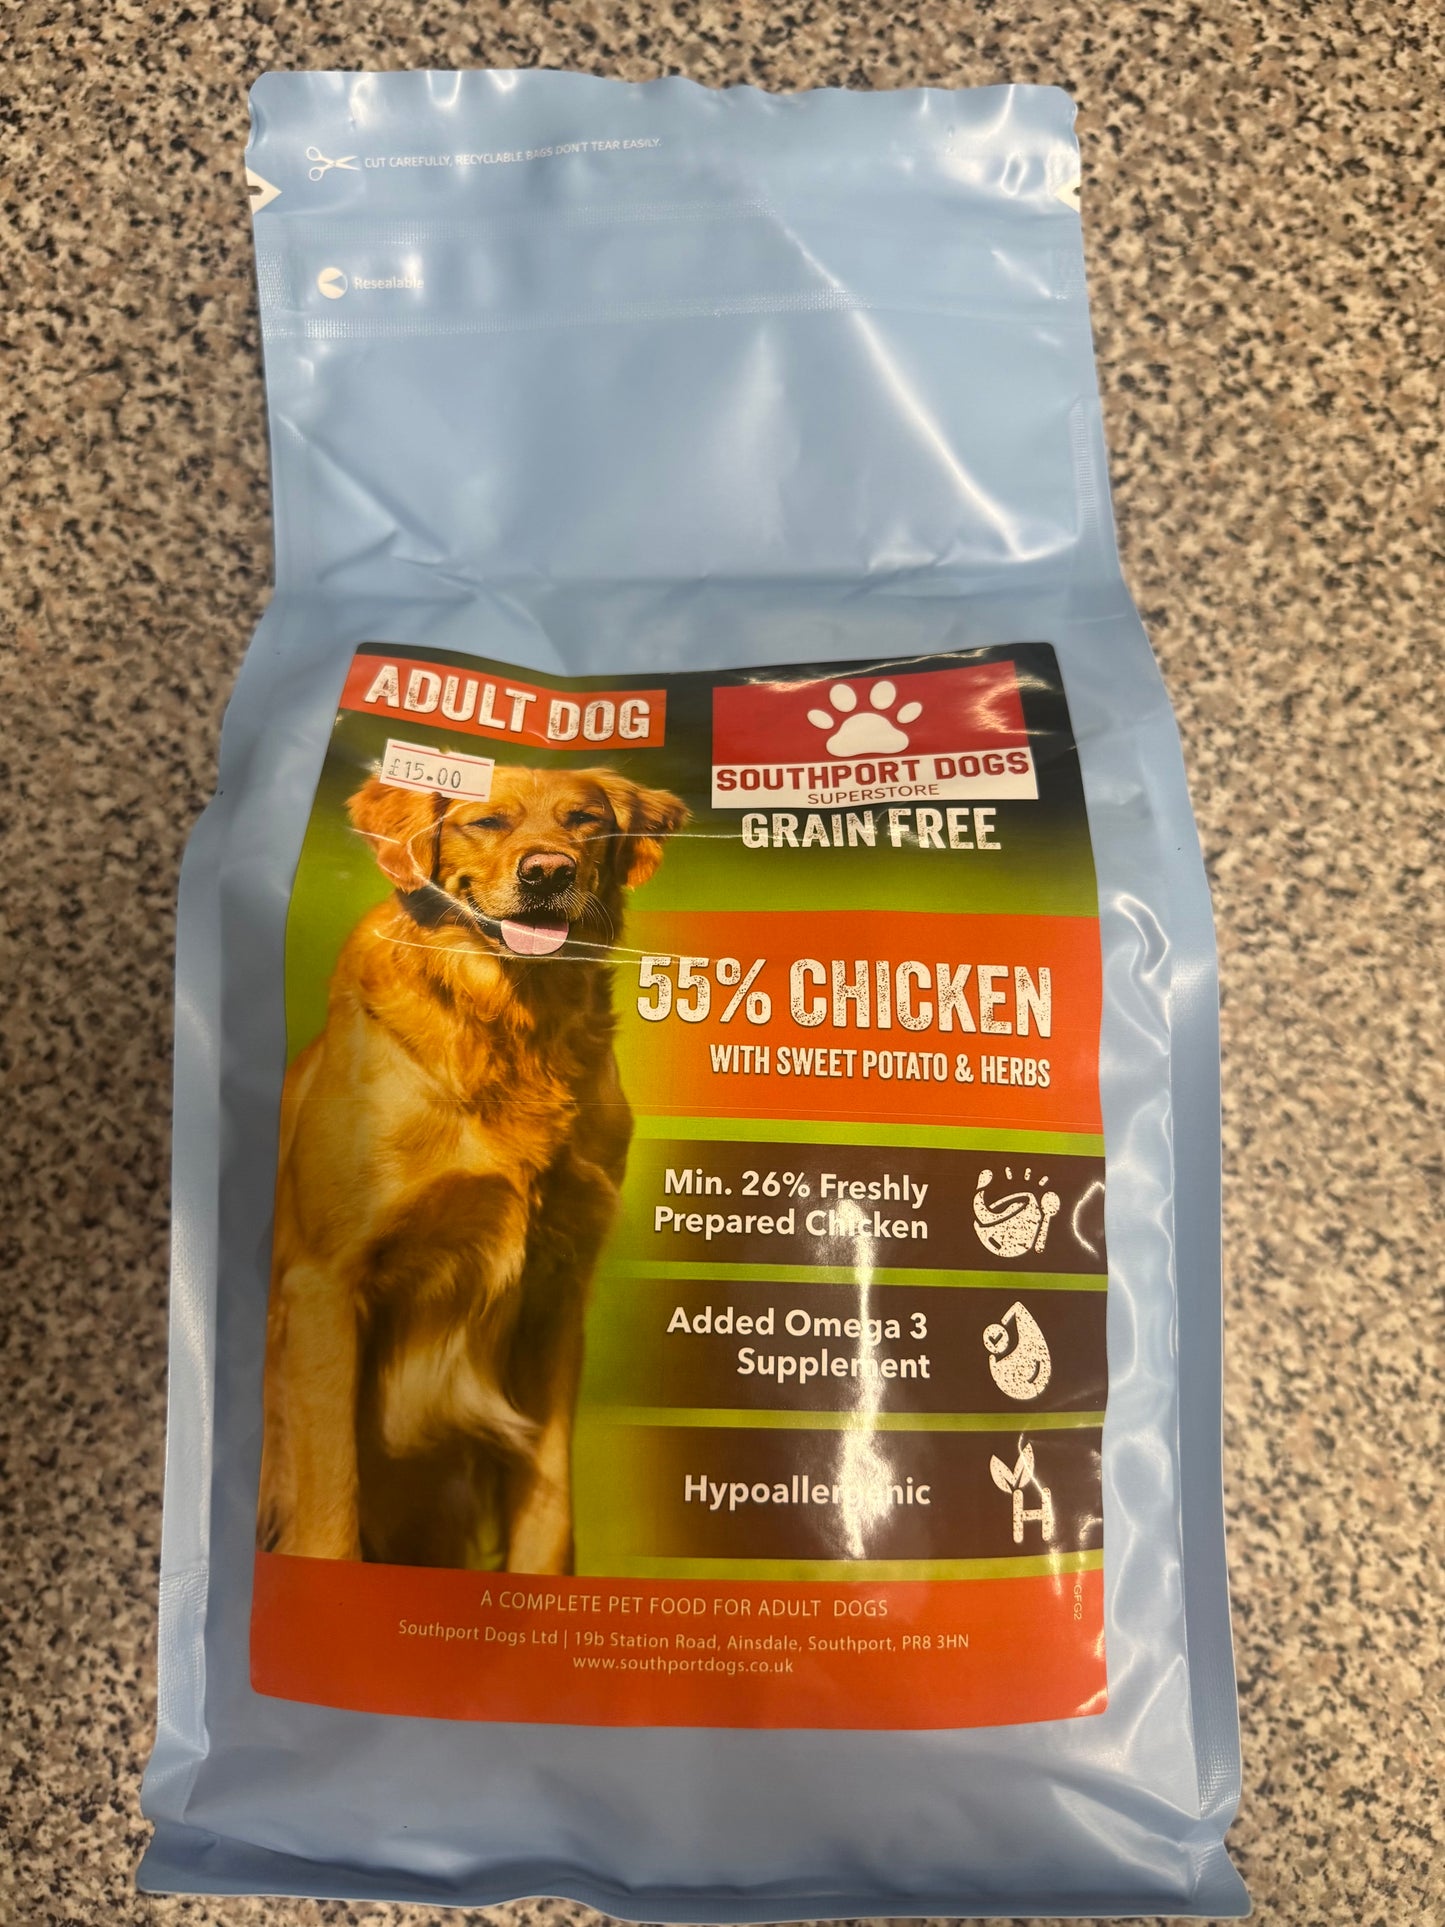 CUT CAREFULLY, RECYCLABLE BAGS DON'T TEAR EASILY.
Resealable
ADULT DOG
£15.00
SOUTHPORT DOGS
SUPERSTORE
GRAIN FREE
55% CHICKEN
WITH SWEET POTATO & HERBS
Min. 26% Freshly
Prepared Chicken
Added Omega 3
Supplement
Hypoallergenic
H
A COMPLETE PET FOOD FOR ADULT DOGS
Southport Dogs Ltd | 19b Station Road, Ainsdale, Southport, PR8 3HN
www.southportdogs.co.uk
GFG2